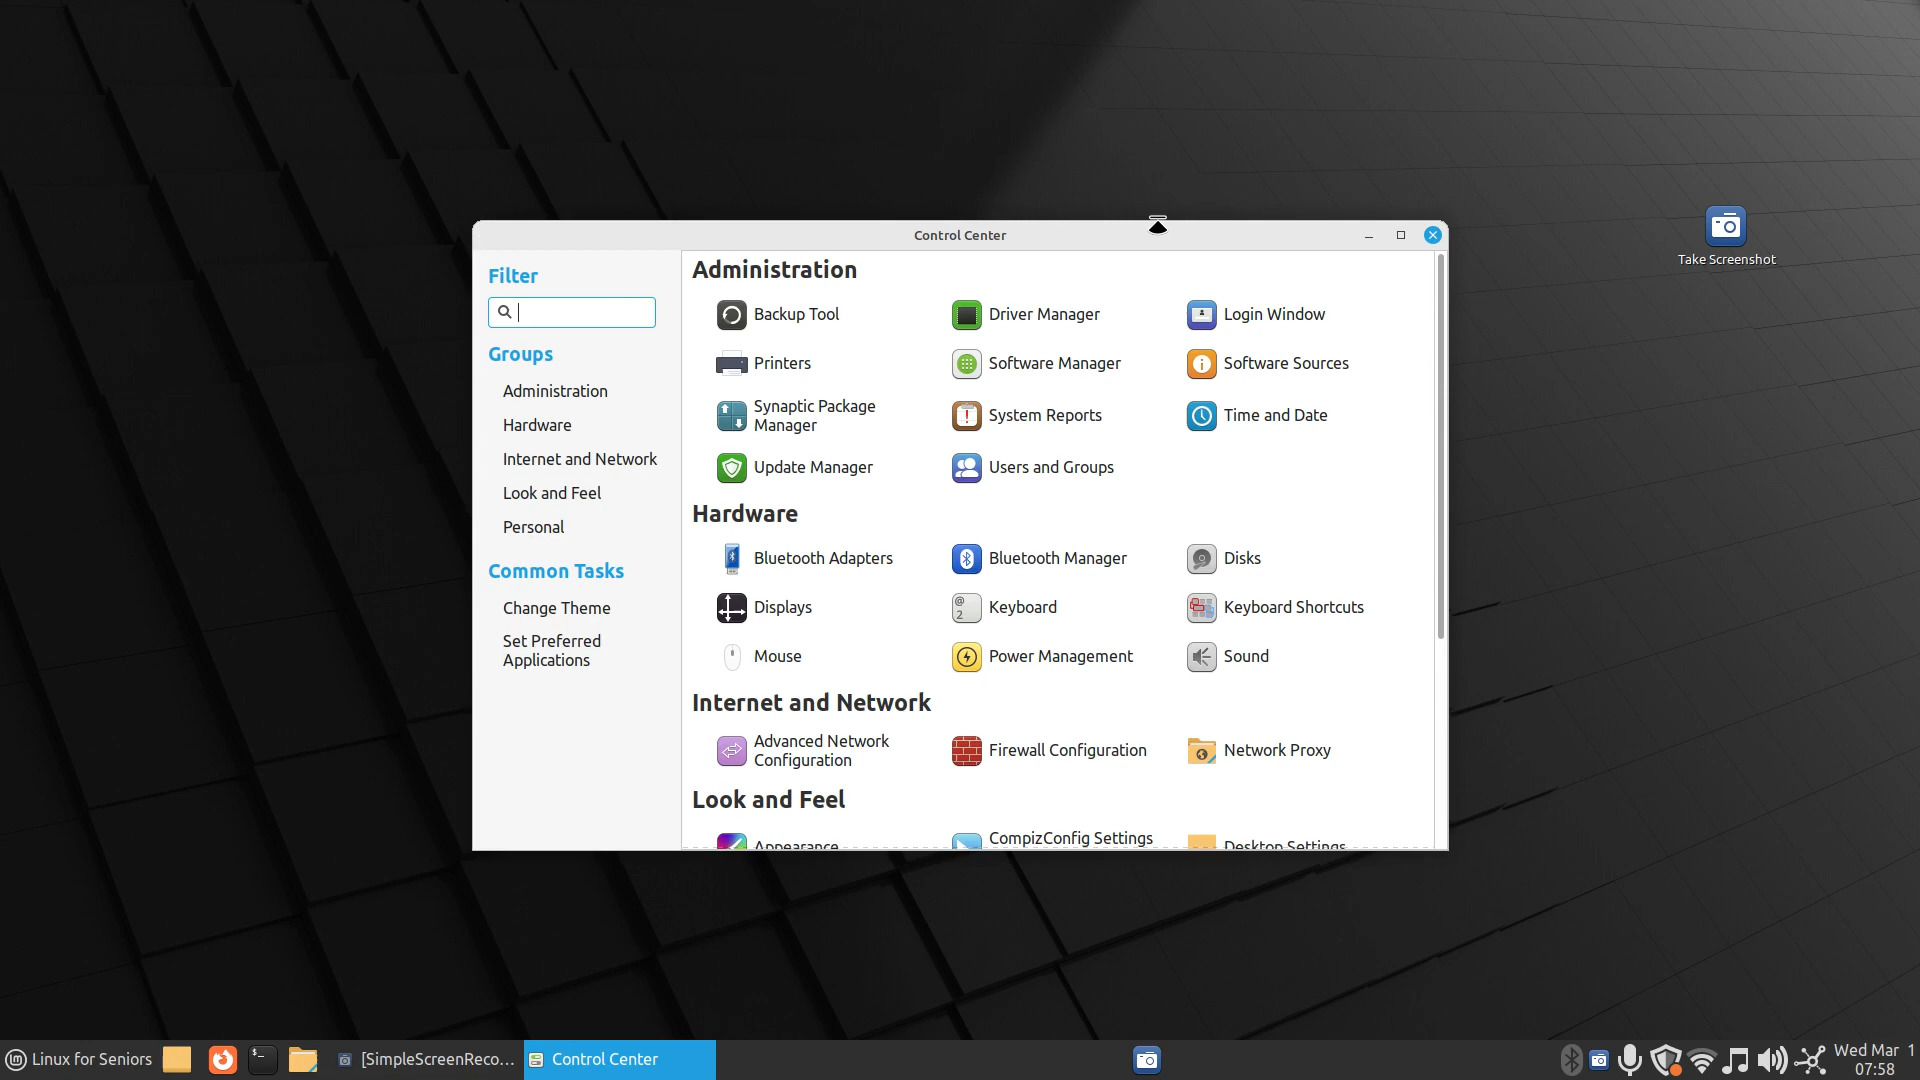 Control Center
Take Screenshot
Filter
Groups
Administration
Hardware
Internet and Network
Look and Feel
Personal
Common Tasks
Change Theme
Set Preferred
Applications
Administration
Backup Tool
Driver Manager
Login Window
Printers
Software Manager
Software Sources
Synaptic Package
Manager
System Reports
Time and Date
Update Manager
Users and Groups
Hardware
Bluetooth Adapters
Bluetooth Manager
Disks
Displays
Keyboard
Keyboard Shortcuts
Mouse
Power Management
Sound
Internet and Network
Advanced Network
Configuration
Firewall Configuration
Network Proxy
Look and Feel
Appearance
CompizConfig Settings
Desktop Settings
Linux for Seniors
[SimpleScreenReco...
Control Center
Wed Mar 1
07:58